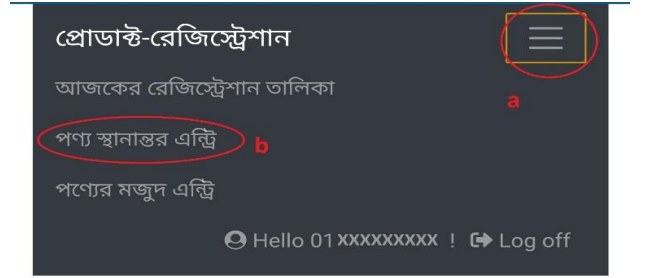 প্রোডাক্ট-রেজিস্ট্রেশান
আজকের রেজিস্ট্রেশান তালিকা
a
পণ্য স্থানান্তর এন্ট্রি b
পণ্যের মজুদ এন্ট্রি
Hello 01xxxxxxxxx ! Log off